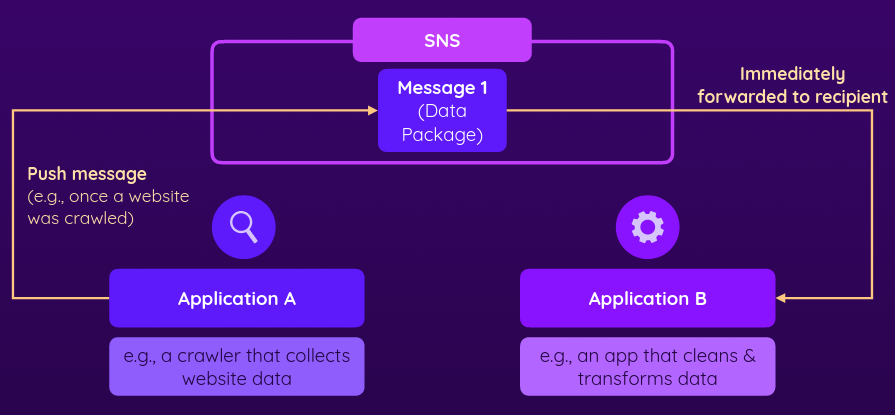 SNS
Message 1
(Data
Package)
Immediately
forwarded to recipient
Push message
(e.g., once a website
was crawled)
Application A
e.g., a crawler that collects
website data
Application B
e.g., an app that cleans &
transforms data